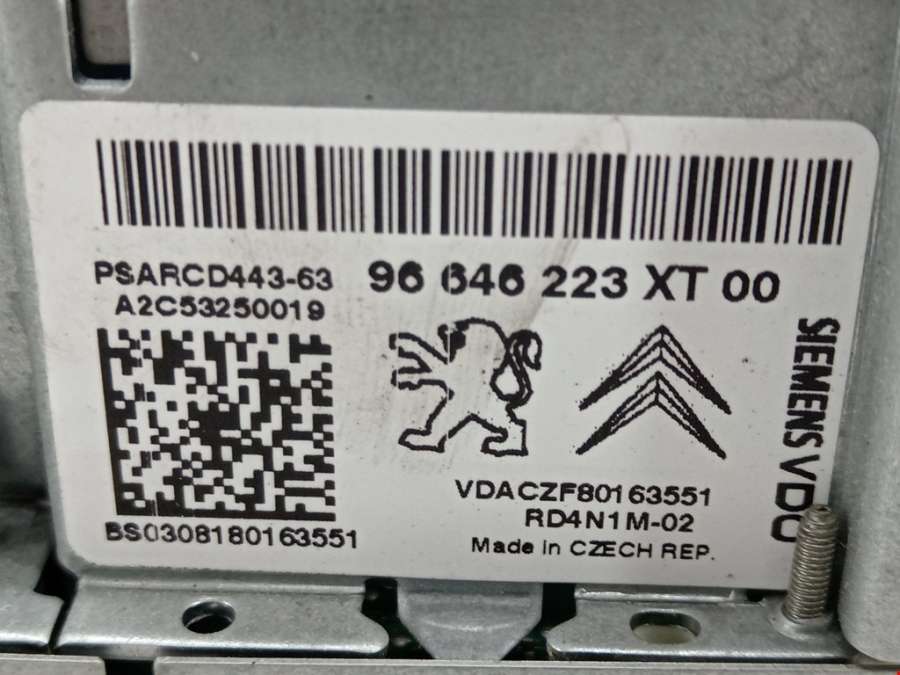 PSARCD443-63
A2C53250019
96 646 223 XT 00
SIEMENS VDO
VDACZF80163551
RD4N1M-02
Made in CZECH REP.
BS0308180163551